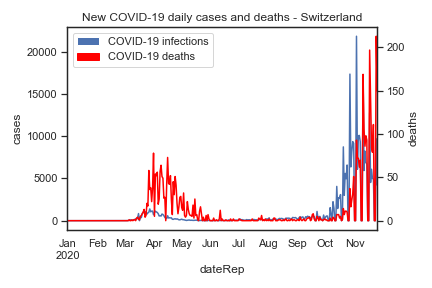 New COVID-19 daily cases and deaths - Switzerland
COVID-19 infections
COVID-19 deaths
20000
15000
10000
5000
0
cases
200
150
100
50
0
deaths
Jan Feb Mar Apr May Jun Jul Aug Sep Oct Nov
2020
dateRep